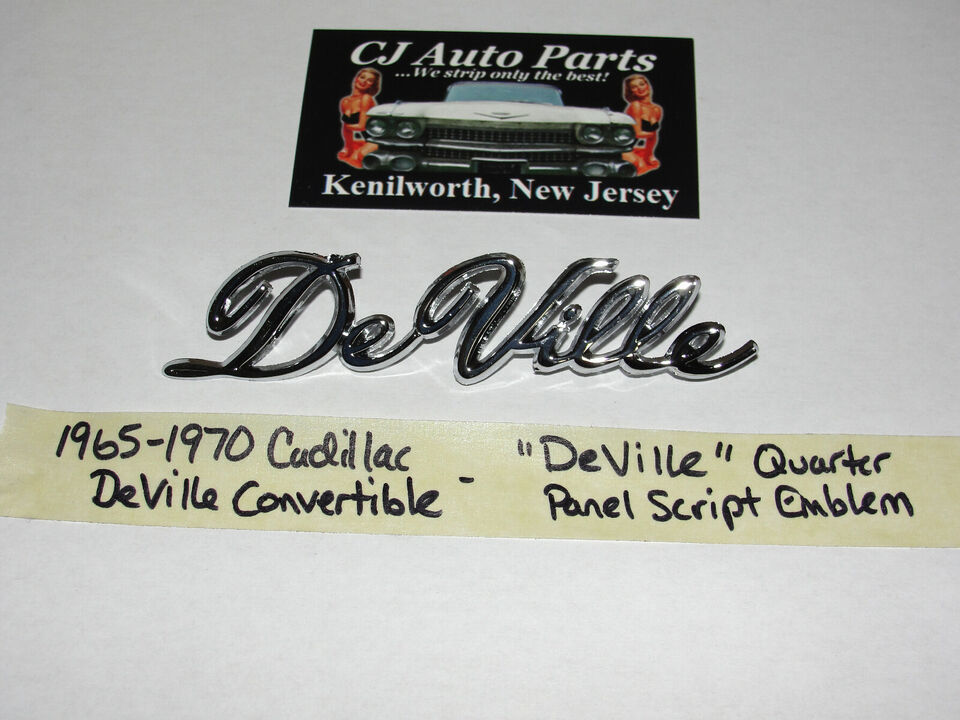 CJ Auto Parts
...We strip only the best!
Kenilworth, New Jersey
DeVille
1965-1970 Cadillac
DeVille Convertible -
"DeVille" Quarter
Panel Script Emblem